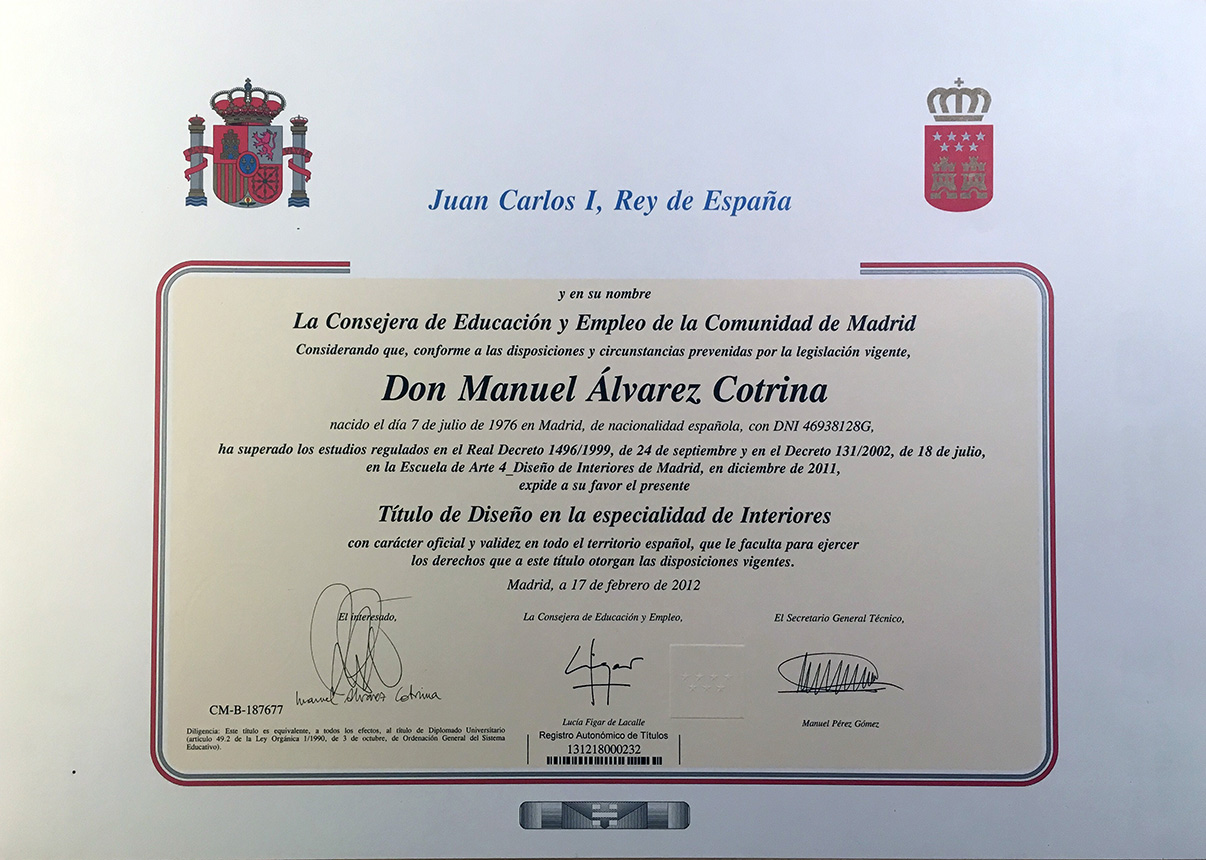 Juan Carlos I, Rey de España
y en su nombre
La Consejera de Educación y Empleo de la Comunidad de Madrid
Considerando que, conforme a las disposiciones y circunstancias prevenidas por la legislación vigente,
Don Manuel Álvarez Cotrina
nacido el día 7 de julio de 1976 en Madrid, de nacionalidad española, con DNI 46938128G,
ha superado los estudios regulados en el Real Decreto 1496/1999, de 24 de septiembre y en el Decreto 131/2002, de 18 de julio,
en la Escuela de Arte 4_Diseño de Interiores de Madrid, en diciembre de 2011,
expide a su favor el presente
Título de Diseño en la especialidad de Interiores
con carácter oficial y validez en todo el territorio español, que le faculta para ejercer
los derechos que a este título otorgan las disposiciones vigentes.
Madrid, a 17 de febrero de 2012
El interesado,
La Consejera de Educación y Empleo,
El Secretario General Técnico,
Manuel Álvarez Cotrina
Figar
CM-B-187677
Lucía Figar de Lacalle
Manuel Pérez Gómez
Diligencia: Este título es equivalente, a todos los efectos, al título de Diplomado Universitario
(artículo 49.2 de la Ley Orgánica 1/1990, de 3 de octubre, de Ordenación General del Sistema
Educativo).
Registro Autonómico de Títulos
131218000232